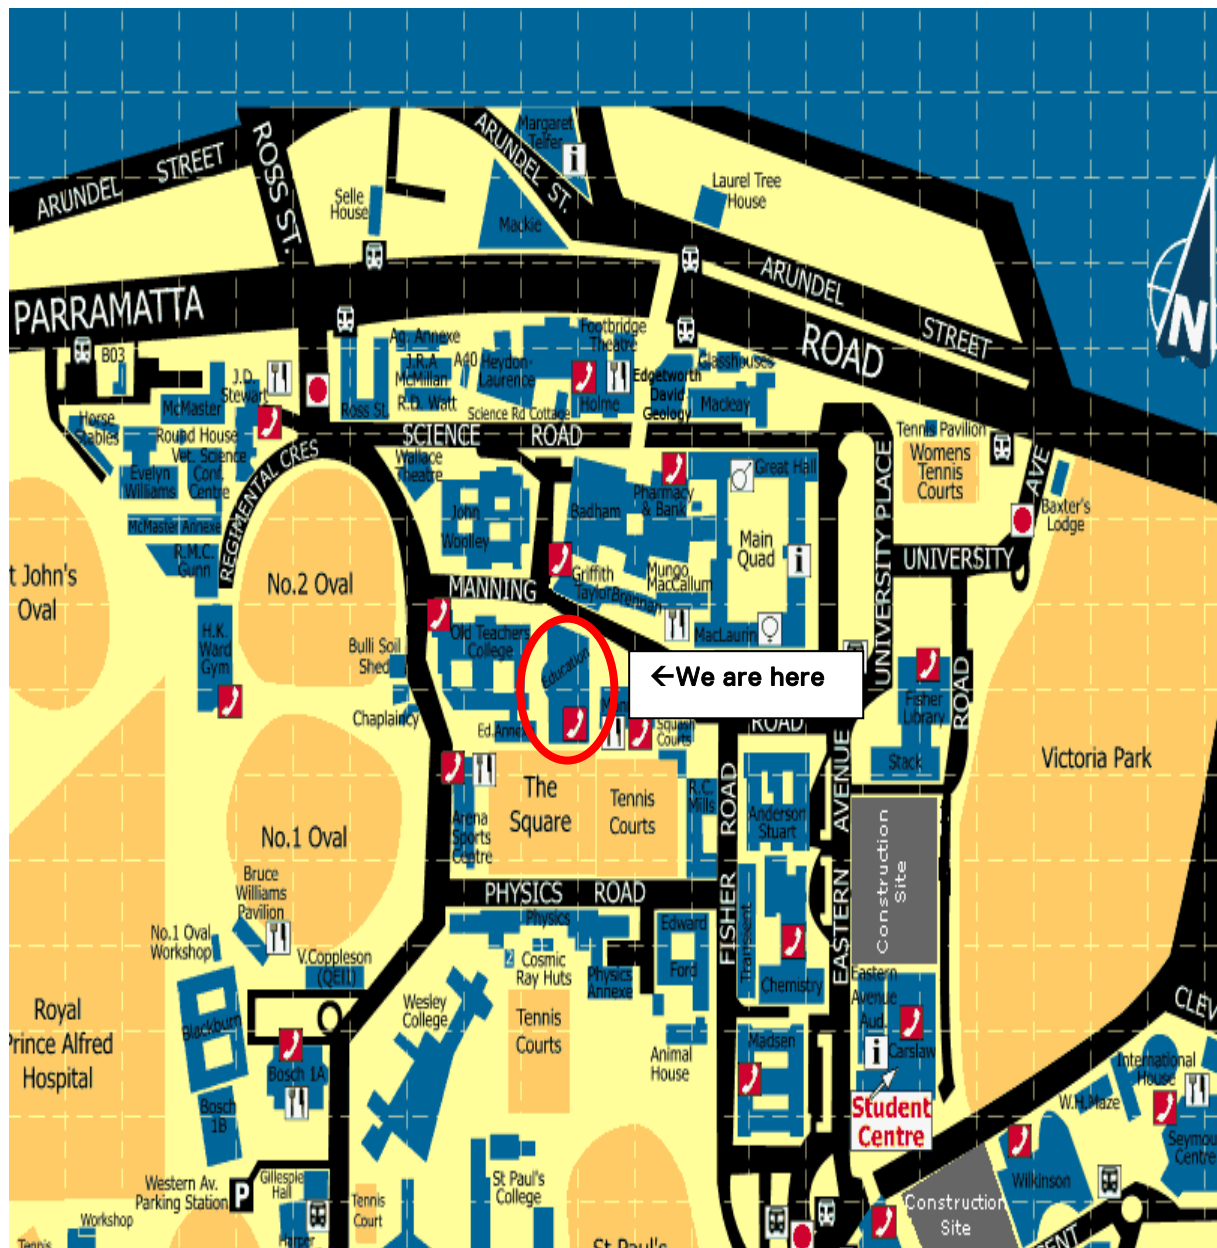 Margaret
Telfer
ARUNDEL ST.
ARUNDEL STREET
ROSS ST.
Selle
House
Mackie
Laurel Tree
House
ARUNDEL STREET
N
PARRAMATTA
ROAD
B03
J.D.
Stewart
McMaster
Horse
Stables
Round House
Vet. Science
Conf.
Centre
Evelyn
Williams
McMaster Annexe
R.M.C.
Gunn
REGIMENTAL CRES
Ag. Annexe
J.R.A
McMillan
R.D. Watt
Ross St.
A40
Heydon-
Laurence
Science Rd Cottage
Footbridge
Theatre
Holme
Edgeworth
David
Geology
Glasshouses
Macleay
SCIENCE ROAD
Wallace
Theatre
John
Woolley
Badham
Pharmacy
& Bank
Great Hall
Main
Quad
Griffith
Taylor
Brennan
Mungo
MacCallum
MacLaurin
UNIVERSITY PLACE
Tennis Pavilion
Womens
Tennis
Courts
AVE
Baxter's
Lodge
UNIVERSITY
ROAD
t John's
Oval
No.2 Oval
H.K.
Ward
Gym
Bulli Soil
Shed
Chaplaincy
MANNING
Old Teachers
College
Education
←We are here
Squash
Courts
ROAD
Ed.Annex
Fisher
Library
Stack
Victoria Park
The
Square
Tennis
Courts
R.C.
Mills
Anderson
Stuart
FISHER ROAD
EASTERN AVENUE
Construction
Site
No.1 Oval
Arena
Sports
Centre
PHYSICS ROAD
Bruce
Williams
Pavilion
No.1 Oval
Workshop
V.Coppleson
(QEII)
Physics
2
Cosmic
Ray Huts
Physics
Annexe
Edward
Ford
Transient
Chemistry
Eastern
Avenue
Aud.
Carslaw
Student
Centre
Royal
Prince Alfred
Hospital
Blackburn
Bosch 1A
Bosch
1B
Wesley
College
Tennis
Courts
Animal
House
Madsen
CLEV
International
House
W.H.Maze
Seymour
Centre
Wilkinson
Construction
Site
Western Av.
Parking Station
P
Gillespie
Hall
Tennis
Court
St Paul's
College
Workshop
Tennis
Harper
St Paul's
ENT